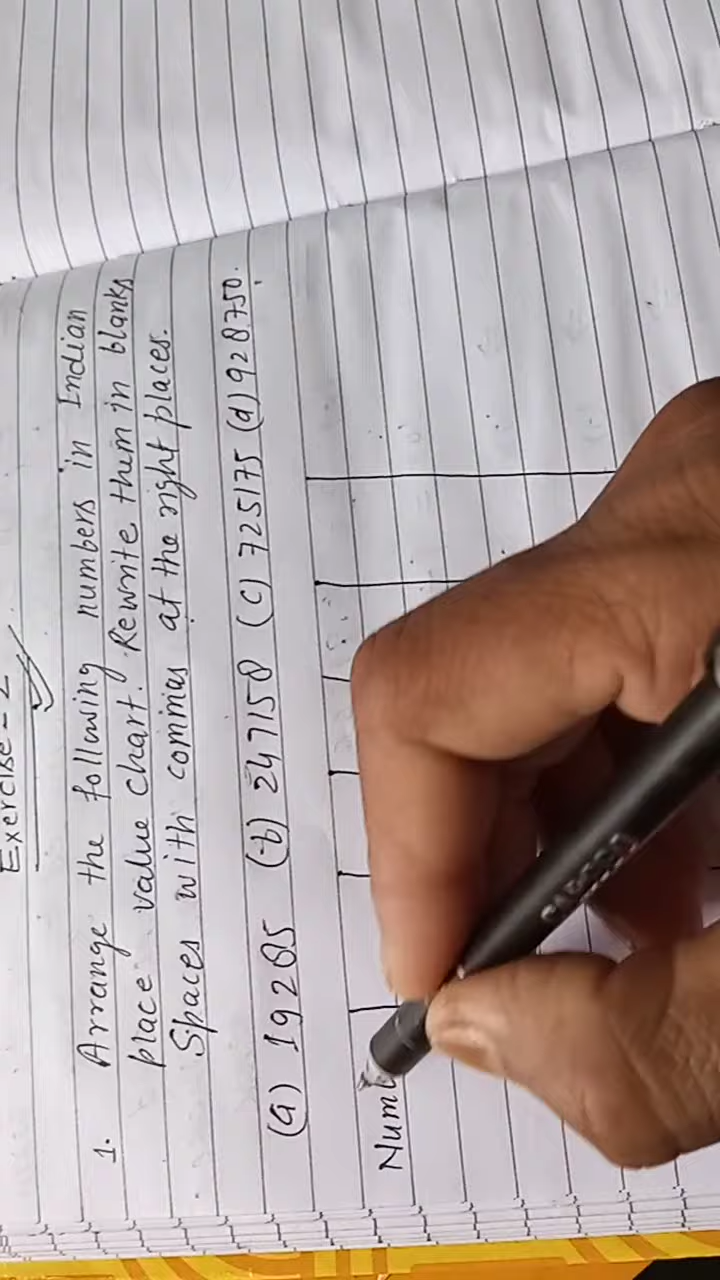 Exercise - 2
1. Arrange the following numbers in Indian
place value chart. Rewrite them in blanks
Spaces with commas at the right places.
(a) 19285 (b) 247158 (c) 725175 (d) 928750.
Num